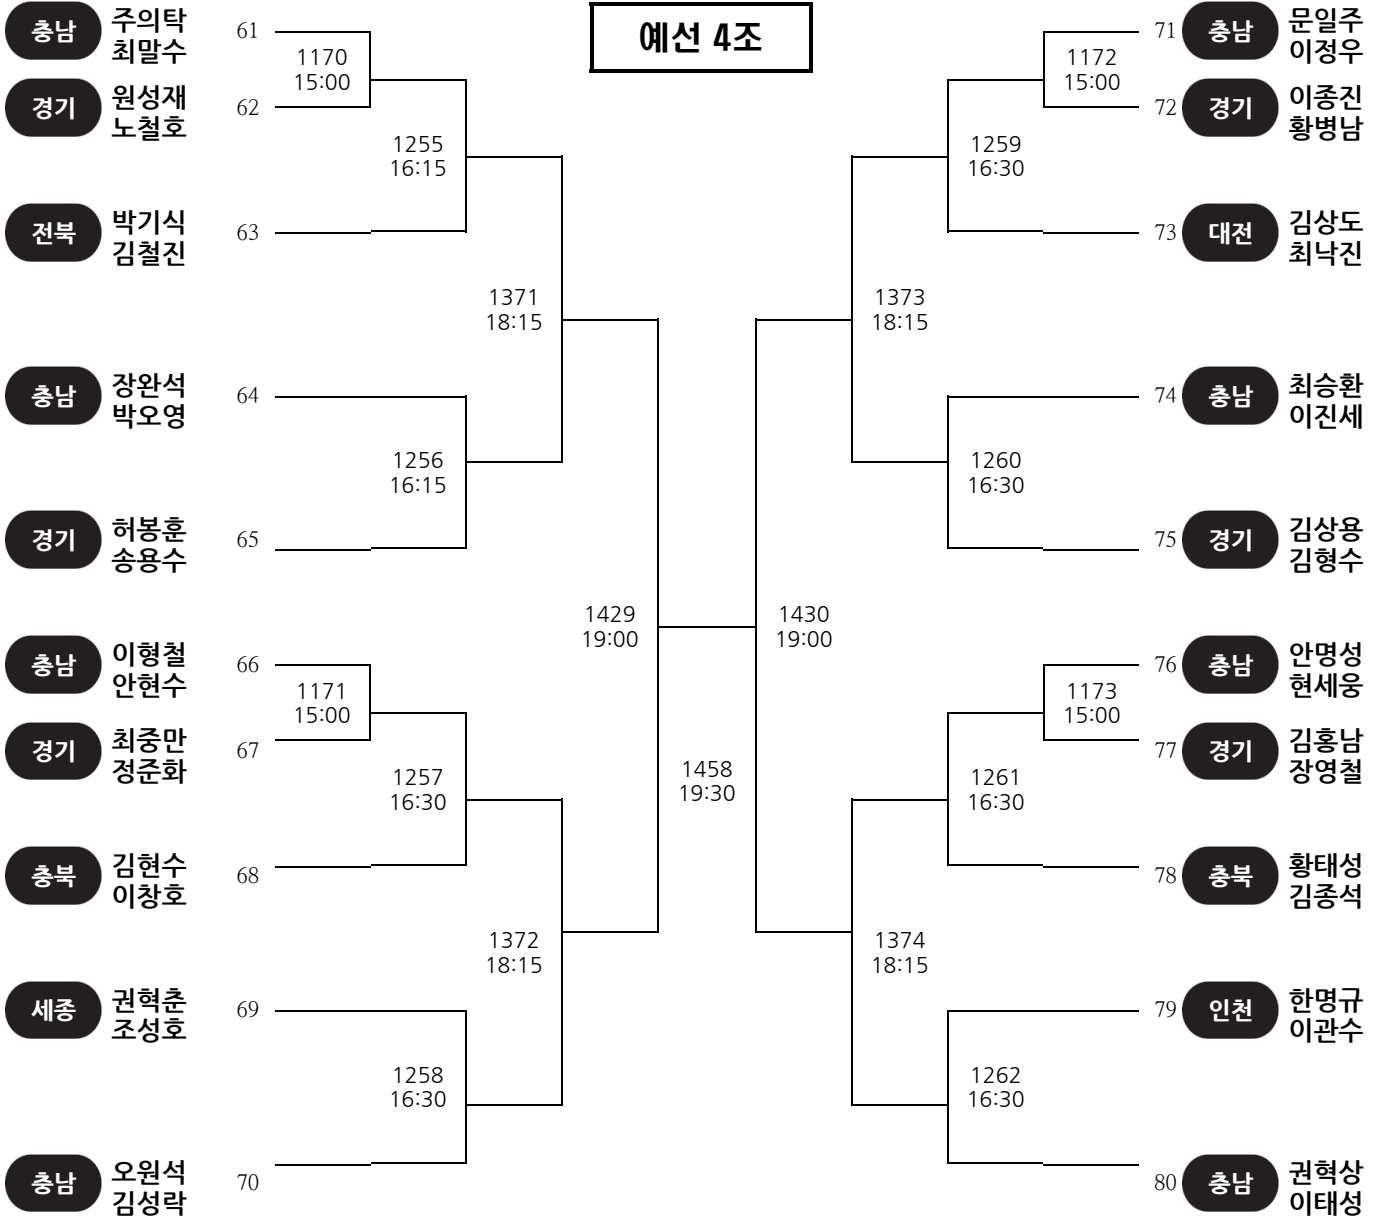 예선 4조
충남
주의탁
최말수
61
1170
15:00
경기
원성재
노철호
62
1255
16:15
전북
박기식
김철진
63
1371
18:15
충남
장완석
박오영
64
1256
16:15
경기
허봉훈
송용수
65
1429
19:00
충남
이형철
안현수
66
1171
15:00
경기
최중만
정준화
67
1257
16:30
충북
김현수
이창호
68
1372
18:15
세종
권혁춘
조성호
69
1258
16:30
충남
오원석
김성락
70
1458
19:30
71
충남
문일주
이정우
1172
15:00
72
경기
이종진
황병남
1259
16:30
73
대전
김상도
최낙진
1373
18:15
74
충남
최승환
이진세
1260
16:30
75
경기
김상용
김형수
1430
19:00
76
충남
안명성
현세웅
1173
15:00
77
경기
김홍남
장영철
1261
16:30
78
충북
황태성
김종석
1374
18:15
79
인천
한명규
이관수
1262
16:30
80
충남
권혁상
이태성